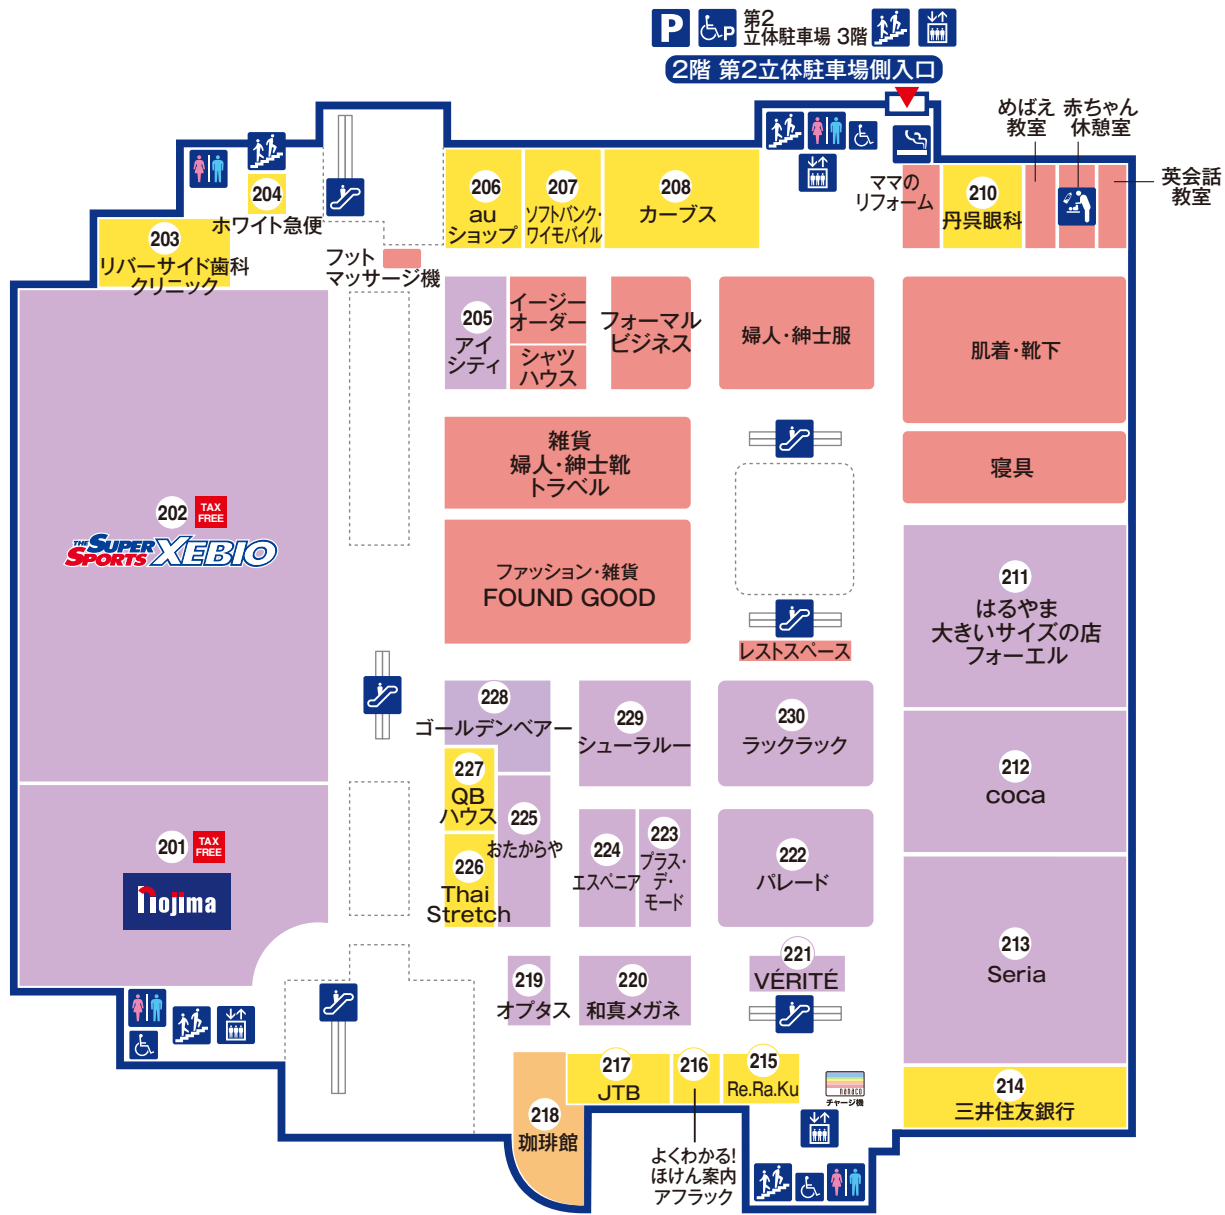 P
P
第2
立体駐車場 3階
2階 第2立体駐車場側入口
めばえ
教室
赤ちゃん
休憩室
英会話
教室
204
ホワイト急便
203
リバーサイド歯科
クリニック
フット
マッサージ機
206
au
ショップ
207
ソフトバンク・
ワイモバイル
208
カーブス
ママの
リフォーム
210
丹呉眼科
205
アイ
シティ
イージー
オーダー
シャツ
ハウス
フォーマル
ビジネス
婦人・紳士服
肌着・靴下
雑貨
婦人・紳士靴
トラベル
寝具
202
TAX
FREE
THE SUPER
SPORTS XEBIO
ファッション・雑貨
FOUND GOOD
レストスペース
211
はるやま
大きいサイズの店
フォーエル
228
ゴールデンベアー
229
シューラルー
230
ラックラック
212
coca
227
QB
ハウス
225
おたからや
226
Thai
Stretch
224
エスペニア
223
プラス・
デ・
モード
222
パレード
201
TAX
FREE
nojima
213
Seria
219
オプタス
220
和真メガネ
221
VÉRITÉ
218
珈琲館
217
JTB
216
よくわかる!
ほけん案内
アフラック
215
Re.Ra.Ku
nanaco
チャージ機
214
三井住友銀行